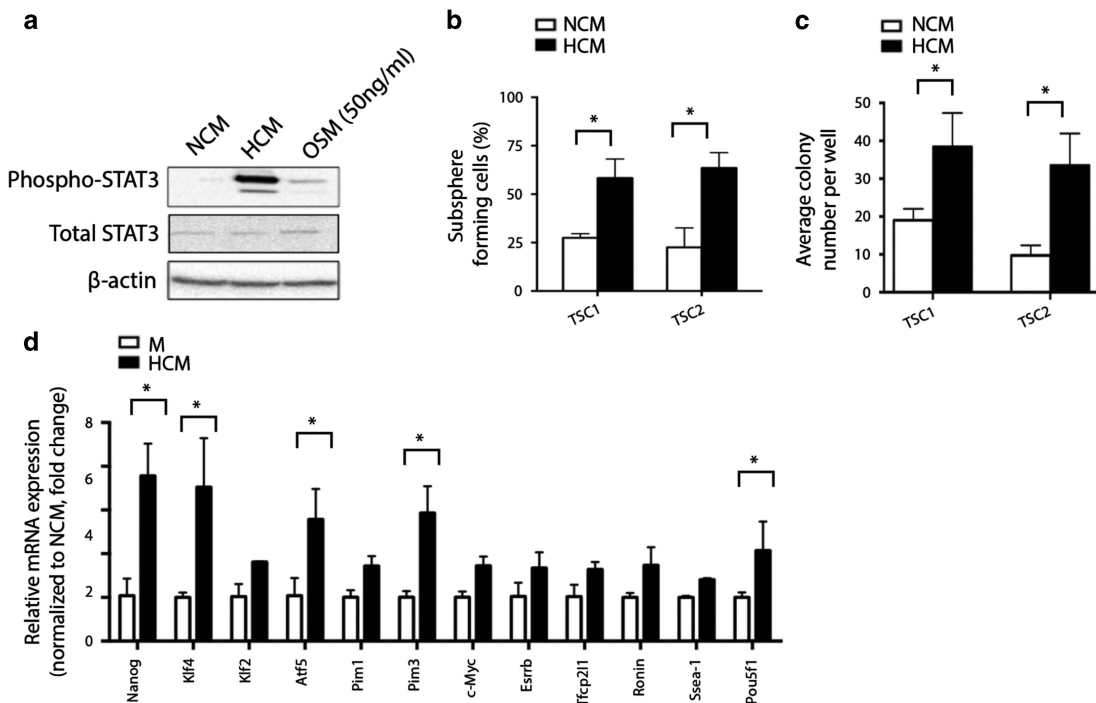 a
NCM
HCM
OSM (50ng/ml)
Phospho-STAT3
Total STAT3
β-actin
b
NCM
HCM
Subsphere
forming cells (%)
100
75
50
25
0
*
*
TSC1
TSC2
c
NCM
HCM
Average colony
number per well
50
40
30
20
10
0
*
*
TSC1
TSC2
d
M
HCM
Relative mRNA expression
(normalized to NCM, fold change)
8
6
4
2
0
*
*
*
*
*
Nanog
Klf4
Klf2
Atf5
Pim1
Pim3
c-Myc
Esrrb
Tfcp2l1
Ronin
Ssea-1
Pou5f1